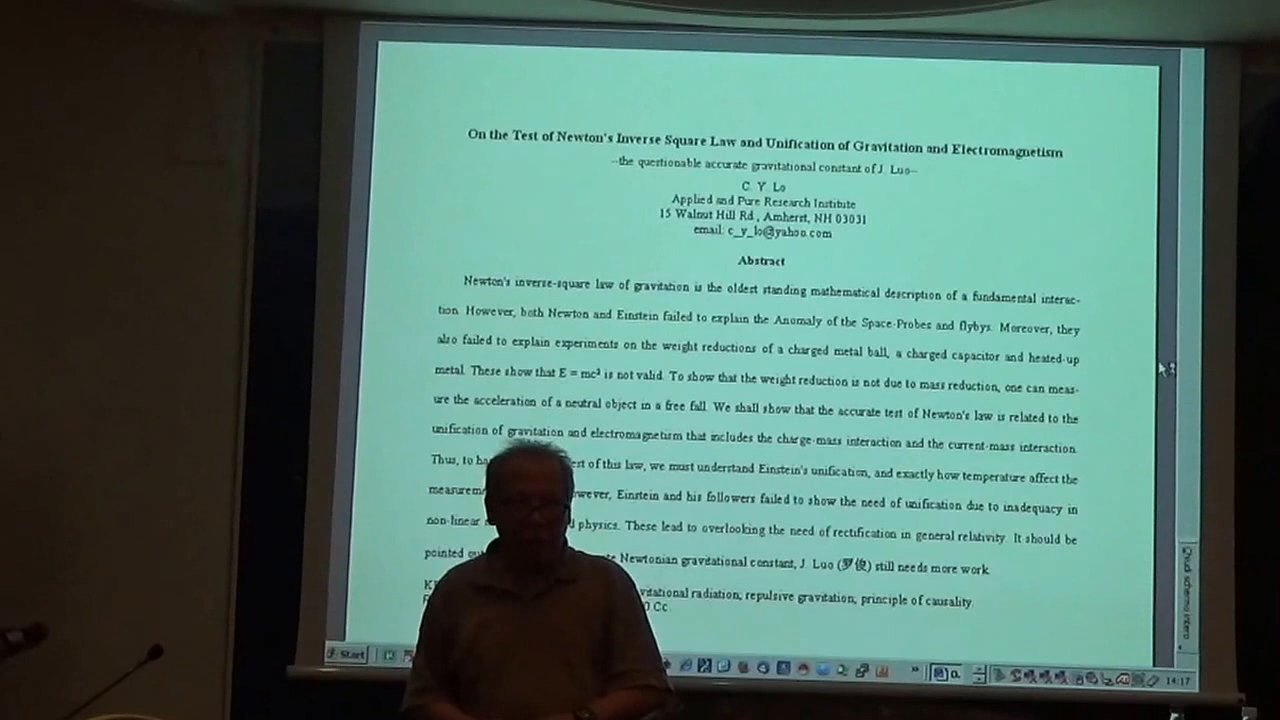 On the Test of Newton's Inverse Square Law and Unification of Gravitation and Electromagnetism
--the questionable accurate gravitational constant of J. Luo--
C. Y. Lo
Applied and Pure Research Institute
15 Walnut Hill Rd., Amherst, NH 03031
email: c_y_lo@yahoo.com
Abstract
Newton's inverse-square law of gravitation is the oldest standing mathematical description of a fundamental interac-
tion. However, both Newton and Einstein failed to explain the Anomaly of the Space-Probes and flybys. Moreover, they
also failed to explain experiments on the weight reductions of a charged metal ball, a charged capacitor and heated-up
metal. These show that E = mc² is not valid. To show that the weight reduction is not due to mass reduction, one can meas-
ure the acceleration of a neutral object in a free fall. We shall show that the accurate test of Newton's law is related to the
unification of gravitation and electromagnetism that includes the charge-mass interaction and the current-mass interaction.
Thus, to of this law, we must understand Einstein's unification, and exactly how temperature affect the
Einstein and his followers failed to show the need of unification due to inadequacy in
non-linear physics. These lead to overlooking the need of rectification in general relativity. It should be
pointed Newtonian gravitational constant, J. Luo (罗俊) still needs more work.
radiation; repulsive gravitation; principle of causality.
Cc.
Chiudi schermo intero
Start
14:17